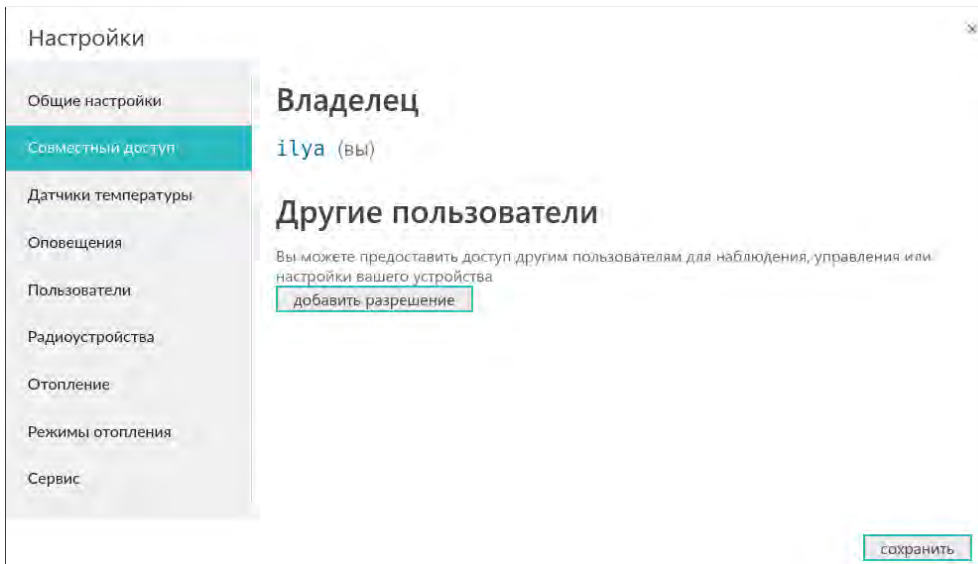 Настройки
×
Общие настройки
Совместный доступ
Датчики температуры
Оповещения
Пользователи
Радиоустройства
Отопление
Режимы отопления
Сервис
Владелец
ilya (вы)
Другие пользователи
Вы можете предоставить доступ другим пользователям для наблюдения, управления или
настройки вашего устройства
добавить разрешение
сохранить